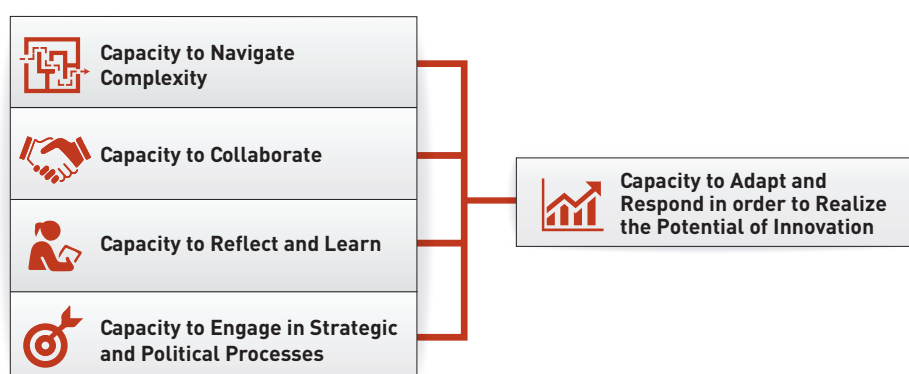 Capacity to Navigate
Complexity
Capacity to Collaborate
Capacity to Reflect and Learn
Capacity to Engage in Strategic
and Political Processes
Capacity to Adapt and
Respond in order to Realize
the Potential of Innovation